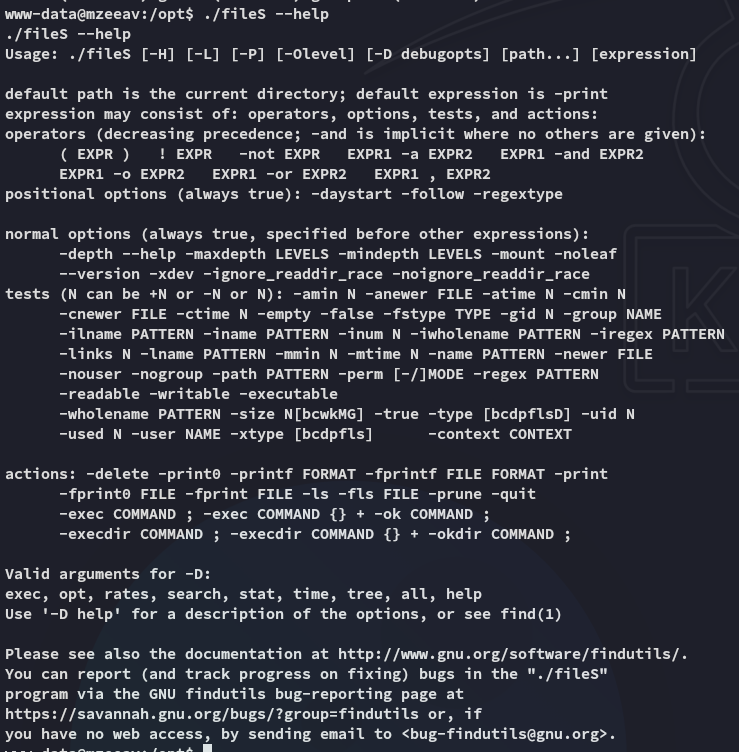 www-data@mzeeav:/opt$ ./fileS --help
./fileS --help
Usage: ./fileS [-H] [-L] [-P] [-Olevel] [-D debugopts] [path...] [expression]
default path is the current directory; default expression is -print
expression may consist of: operators, options, tests, and actions:
operators (decreasing precedence; -and is implicit where no others are given):
      ( EXPR )   ! EXPR   -not EXPR   EXPR1 -a EXPR2   EXPR1 -and EXPR2
      EXPR1 -o EXPR2   EXPR1 -or EXPR2   EXPR1 , EXPR2
positional options (always true): -daystart -follow -regextype
normal options (always true, specified before other expressions):
      -depth --help -maxdepth LEVELS -mindepth LEVELS -mount -noleaf
      --version -xdev -ignore_readdir_race -noignore_readdir_race
tests (N can be +N or -N or N): -amin N -anewer FILE -atime N -cmin N
      -cnewer FILE -ctime N -empty -false -fstype TYPE -gid N -group NAME
      -ilname PATTERN -iname PATTERN -inum N -iwholename PATTERN -iregex PATTERN
      -links N -lname PATTERN -mmin N -mtime N -name PATTERN -newer FILE
      -nouser -nogroup -path PATTERN -perm [-/]MODE -regex PATTERN
      -readable -writable -executable
      -wholename PATTERN -size N[bcwkMG] -true -type [bcdpflsD] -uid N
      -used N -user NAME -xtype [bcdpfls]      -context CONTEXT
actions: -delete -print0 -printf FORMAT -fprintf FILE FORMAT -print
      -fprint0 FILE -fprint FILE -ls -fls FILE -prune -quit
      -exec COMMAND ; -exec COMMAND {} + -ok COMMAND ;
      -execdir COMMAND ; -execdir COMMAND {} + -okdir COMMAND ;
Valid arguments for -D:
exec, opt, rates, search, stat, time, tree, all, help
Use '-D help' for a description of the options, or see find(1)
Please see also the documentation at http://www.gnu.org/software/findutils/.
You can report (and track progress on fixing) bugs in the "./fileS"
program via the GNU findutils bug-reporting page at
https://savannah.gnu.org/bugs/?group=findutils or, if
you have no web access, by sending email to <bug-findutils@gnu.org>.
www-data@mzeeav:/opt$